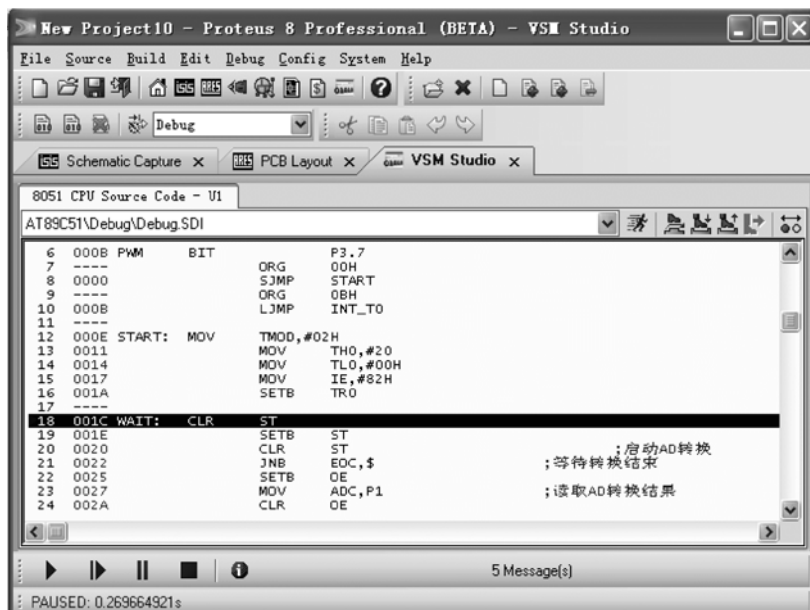 New Project10 - Proteus 8 Professional (BETA) - VSM Studio
File Source Build Edit Debug Config System Help
Debug
Schematic Capture PCB Layout VSM Studio
8051 CPU Source Code - U1
AT89C51\Debug\Debug.SDI
6 000B PWM BIT P3.7
7 ---- ORG 00H
8 0000 SJMP START
9 ---- ORG 0BH
10 000B LJMP INT_T0
11 ----
12 000E START: MOV TMOD,#02H
13 0011 MOV TH0,#20
14 0014 MOV TL0,#00H
15 0017 MOV IE,#82H
16 001A SETB TR0
17 ----
18 001C WAIT: CLR ST
19 001E SETB ST
20 0020 CLR ST ;启动AD转换
21 0022 JNB EOC,$ ;等待转换结束
22 0025 SETB OE
23 0027 MOV ADC,P1 ;读取AD转换结果
24 002A CLR OE
5 Message(s)
PAUSED: 0.269664921s